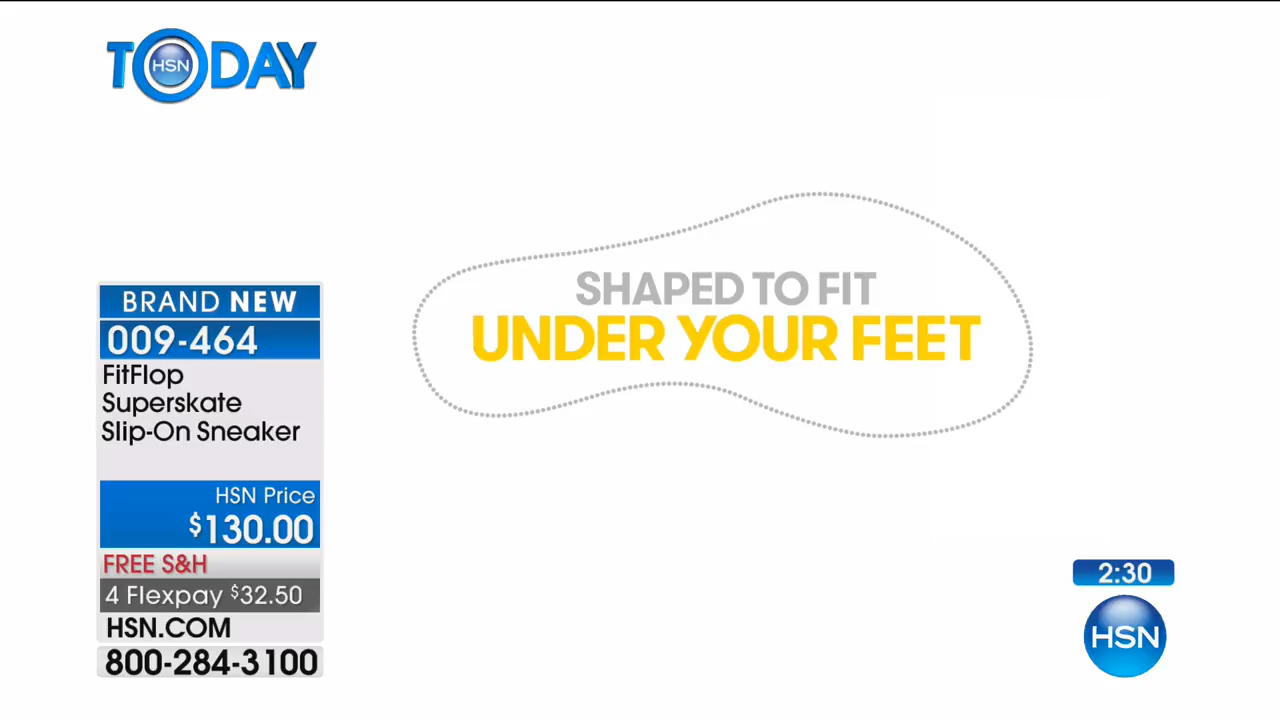 TODAY
HSN
SHAPED TO FIT
UNDER YOUR FEET
BRAND NEW
009-464
FitFlop
Superskate
Slip-On Sneaker
HSN Price
$130.00
FREE S&H
4 Flexpay $32.50
HSN.COM
800-284-3100
2:30
HSN